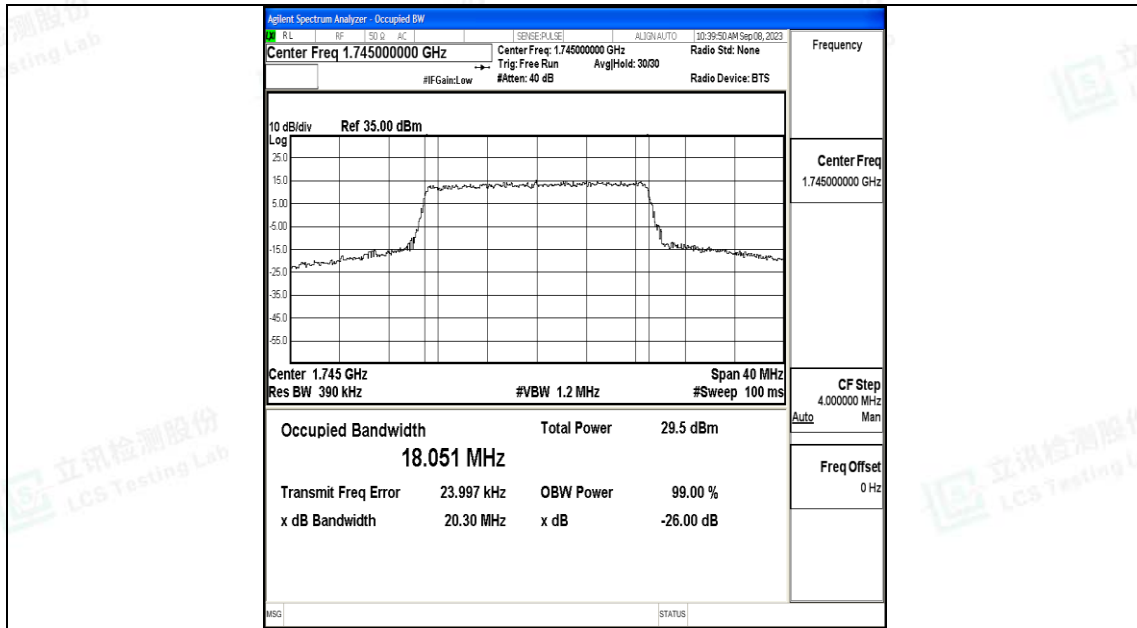 Agilent Spectrum Analyzer - Occupied BW
LXI RL RF 50 Ω AC SENSE:PULSE ALIGN AUTO 10:39:50 AM Sep 08, 2023
Center Freq 1.745000000 GHz
Center Freq: 1.745000000 GHz
Radio Std: None
Trig: Free Run Avg|Hold: 30/30
#IFGain:Low
#Atten: 40 dB
Radio Device: BTS
Frequency
10 dB/div Ref 35.00 dBm
Log
25.0
15.0
5.00
-5.00
-15.0
-25.0
-35.0
-45.0
-55.0
Center 1.745 GHz Span 40 MHz
Res BW 390 kHz #VBW 1.2 MHz #Sweep 100 ms
Occupied Bandwidth Total Power 29.5 dBm
18.051 MHz
Transmit Freq Error 23.997 kHz OBW Power 99.00 %
x dB Bandwidth 20.30 MHz x dB -26.00 dB
Center Freq
1.745000000 GHz
CF Step
4.000000 MHz
Auto Man
Freq Offset
0 Hz
MSG STATUS
立讯检测股份
LCS Testing Lab
立讯检测股份